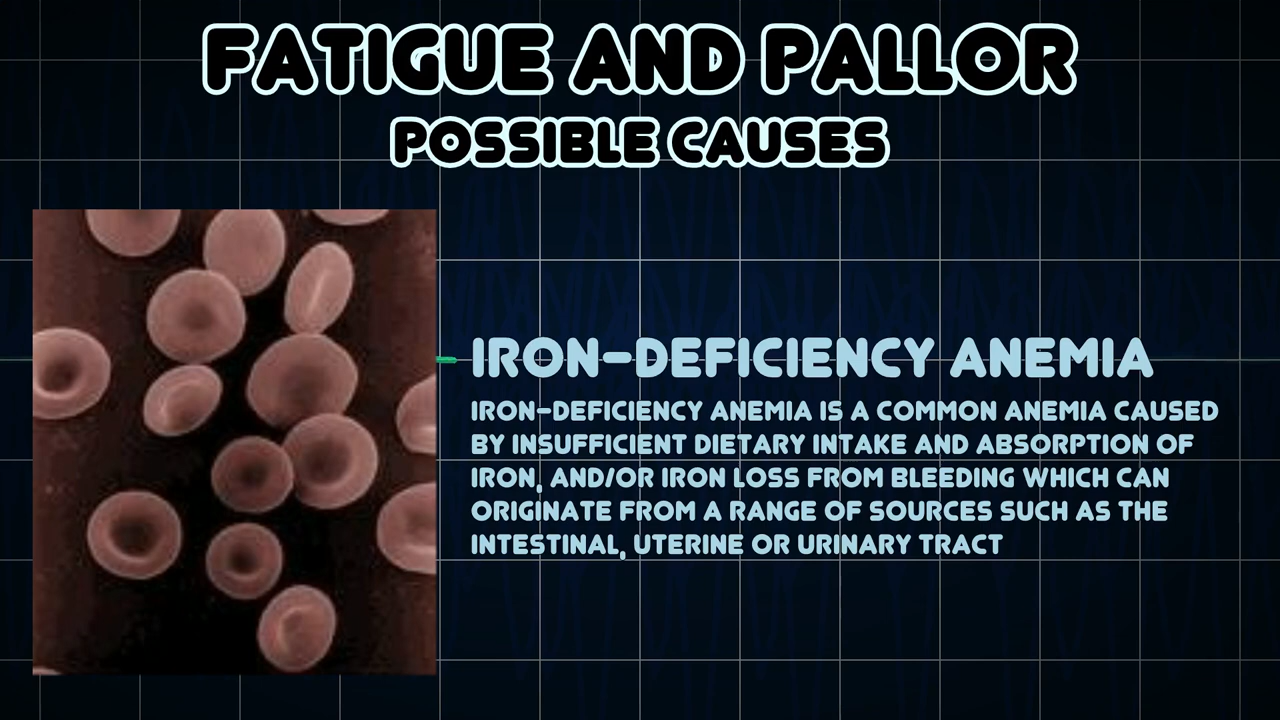 FATIGUE AND PALLOR
POSSIBLE CAUSES
IRON-DEFICIENCY ANEMIA
IRON-DEFICIENCY ANEMIA IS A COMMON ANEMIA CAUSED
BY INSUFFICIENT DIETARY INTAKE AND ABSORPTION OF
IRON, AND/OR IRON LOSS FROM BLEEDING WHICH CAN
ORIGINATE FROM A RANGE OF SOURCES SUCH AS THE
INTESTINAL, UTERINE OR URINARY TRACT